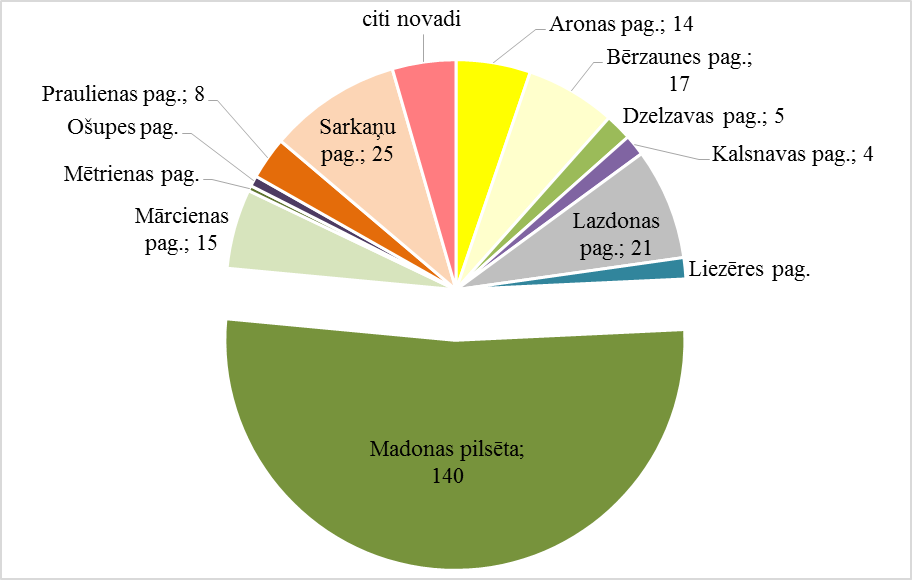 citi novadi
Aronas pag.; 14
Bērzaunes pag.;
17
Dzelzavas pag.; 5
Kalsnavas pag.; 4
Lazdonas
pag.; 21
Liezēres pag.
Madonas pilsēta;
140
Mārcienas
pag.; 15
Mētrienas pag.
Ošupes pag.
Praulienas pag.; 8
Sarkaņu
pag.; 25